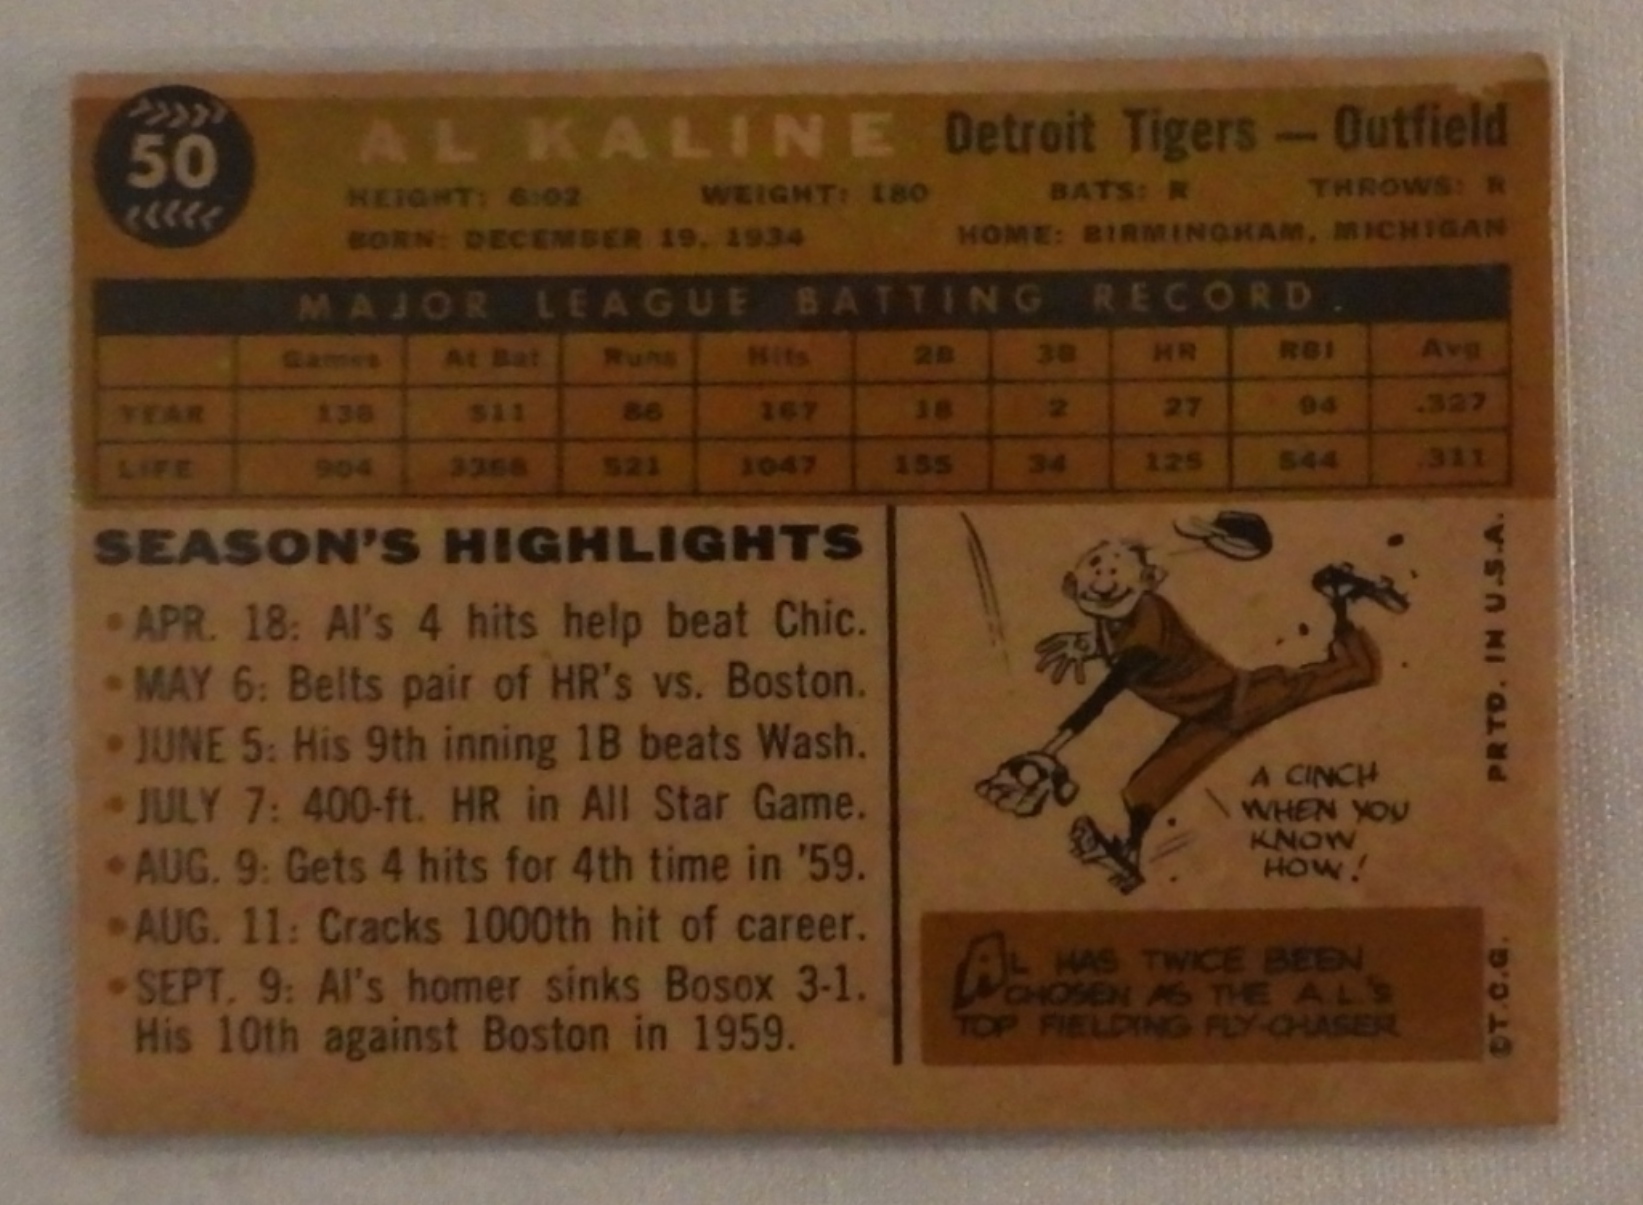 50
AL KALINE Detroit Tigers — Outfield
HEIGHT: 6:02 WEIGHT: 180 BATS: R THROWS: R
BORN: DECEMBER 19, 1934 HOME: BIRMINGHAM, MICHIGAN
MAJOR LEAGUE BATTING RECORD.
Games At Bat Runs Hits 2B 3B HR RBI Avg
YEAR 136 511 86 167 18 2 27 94 .327
LIFE 904 3368 521 1047 155 34 125 544 .311
SEASON'S HIGHLIGHTS
• APR. 18: Al's 4 hits help beat Chic.
• MAY 6: Belts pair of HR's vs. Boston.
• JUNE 5: His 9th inning 1B beats Wash.
• JULY 7: 400-ft. HR in All Star Game.
• AUG. 9: Gets 4 hits for 4th time in '59.
• AUG. 11: Cracks 1000th hit of career.
• SEPT. 9: Al's homer sinks Bosox 3-1.
His 10th against Boston in 1959.
A CINCH
WHEN YOU
KNOW
HOW!
AL HAS TWICE BEEN
CHOSEN AS THE A.L.'S
TOP FIELDING FLY-CHASER
©T.C.G. PRTD. IN U.S.A.